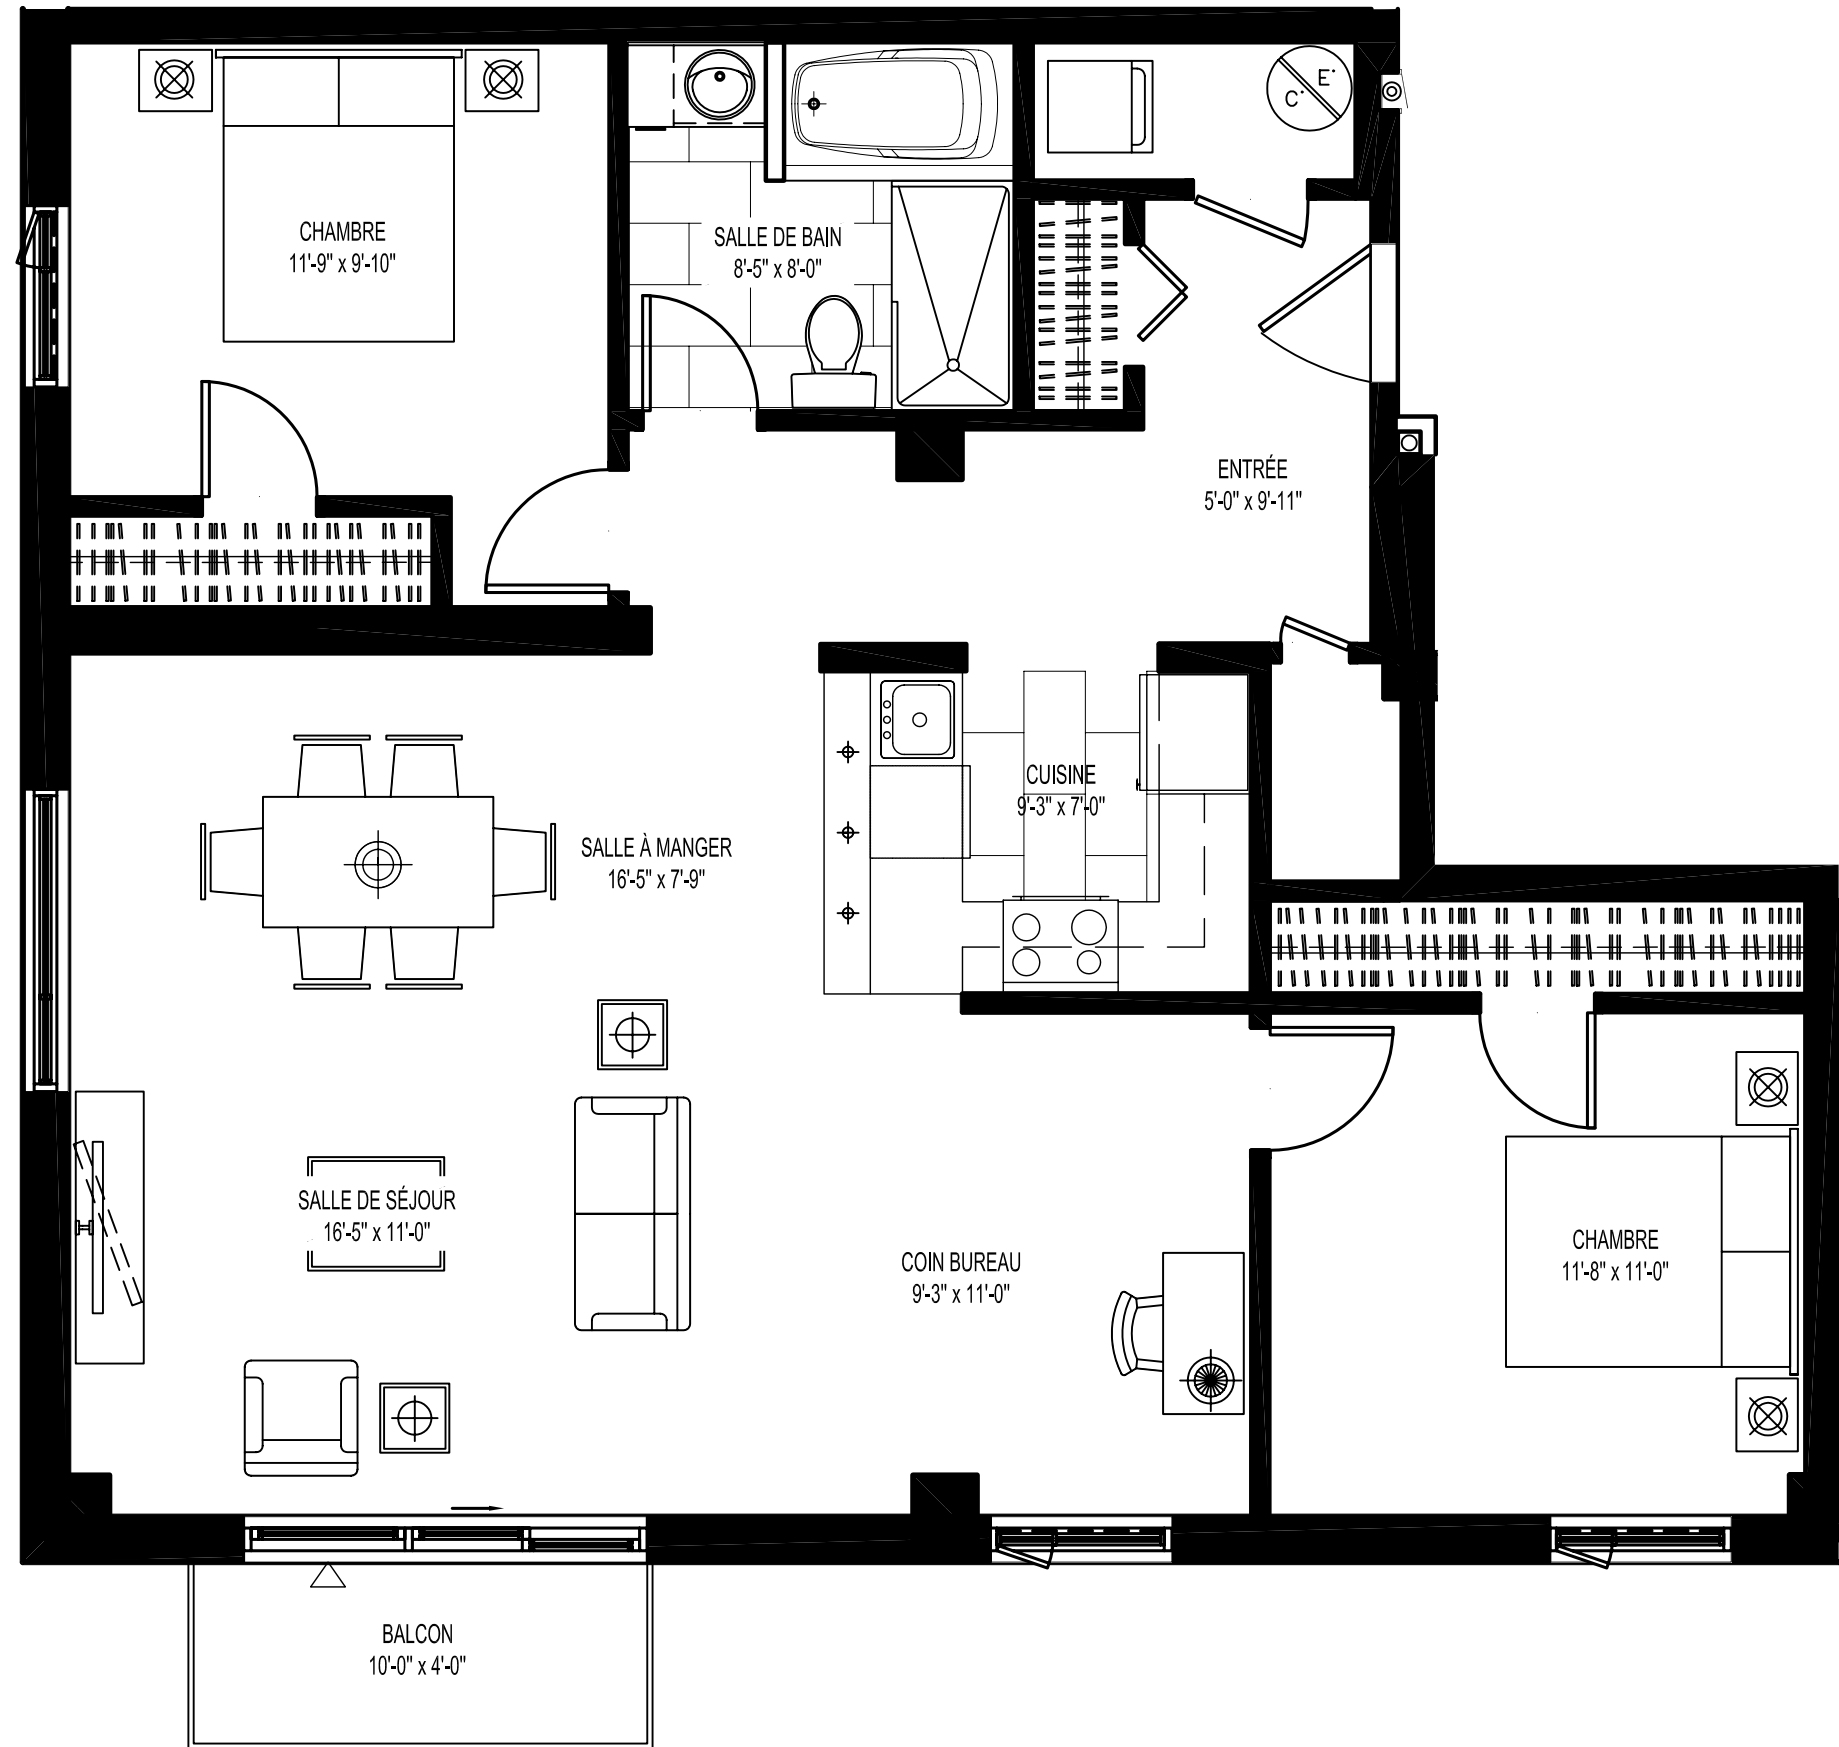 CHAMBRE
11'-9" x 9'-10"
SALLE DE BAIN
8'-5" x 8'-0"
E
C
ENTRÉE
5'-0" x 9'-11"
CUISINE
9'-3" x 7'-0"
SALLE À MANGER
16'-5" x 7'-9"
SALLE DE SÉJOUR
16'-5" x 11'-0"
COIN BUREAU
9'-3" x 11'-0"
CHAMBRE
11'-8" x 11'-0"
BALCON
10'-0" x 4'-0"